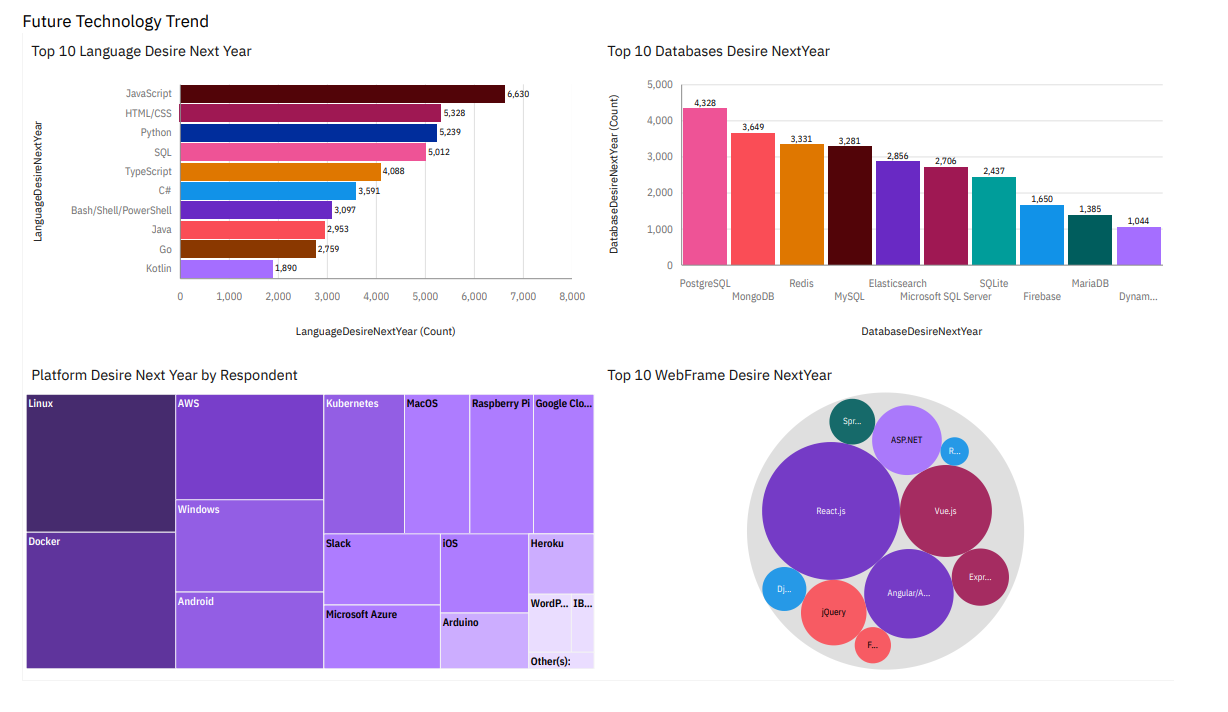 Future Technology Trend
Top 10 Language Desire Next Year
LanguageDesireNextYear
JavaScript
6,630
HTML/CSS
5,328
Python
5,239
SQL
5,012
TypeScript
4,088
C#
3,591
Bash/Shell/PowerShell
3,097
Java
2,953
Go
2,759
Kotlin
1,890
0 1,000 2,000 3,000 4,000 5,000 6,000 7,000 8,000
LanguageDesireNextYear (Count)
Top 10 Databases Desire NextYear
DatabaseDesireNextYear (Count)
5,000
4,000
3,000
2,000
1,000
0
4,328
3,649
3,331
3,281
2,856
2,706
2,437
1,650
1,385
1,044
PostgreSQL
MongoDB
Redis
MySQL
Elasticsearch
Microsoft SQL Server
SQLite
Firebase
MariaDB
Dynam...
DatabaseDesireNextYear
Platform Desire Next Year by Respondent
Linux
Docker
AWS
Windows
Android
Kubernetes
MacOS
Raspberry Pi
Google Clo...
Slack
Microsoft Azure
iOS
Arduino
Heroku
WordP...
IB...
Other(s):
Top 10 WebFrame Desire NextYear
Spr...
ASP.NET
R...
React.js
Vue.js
Expr...
Dj...
Angular/A...
jQuery
F...